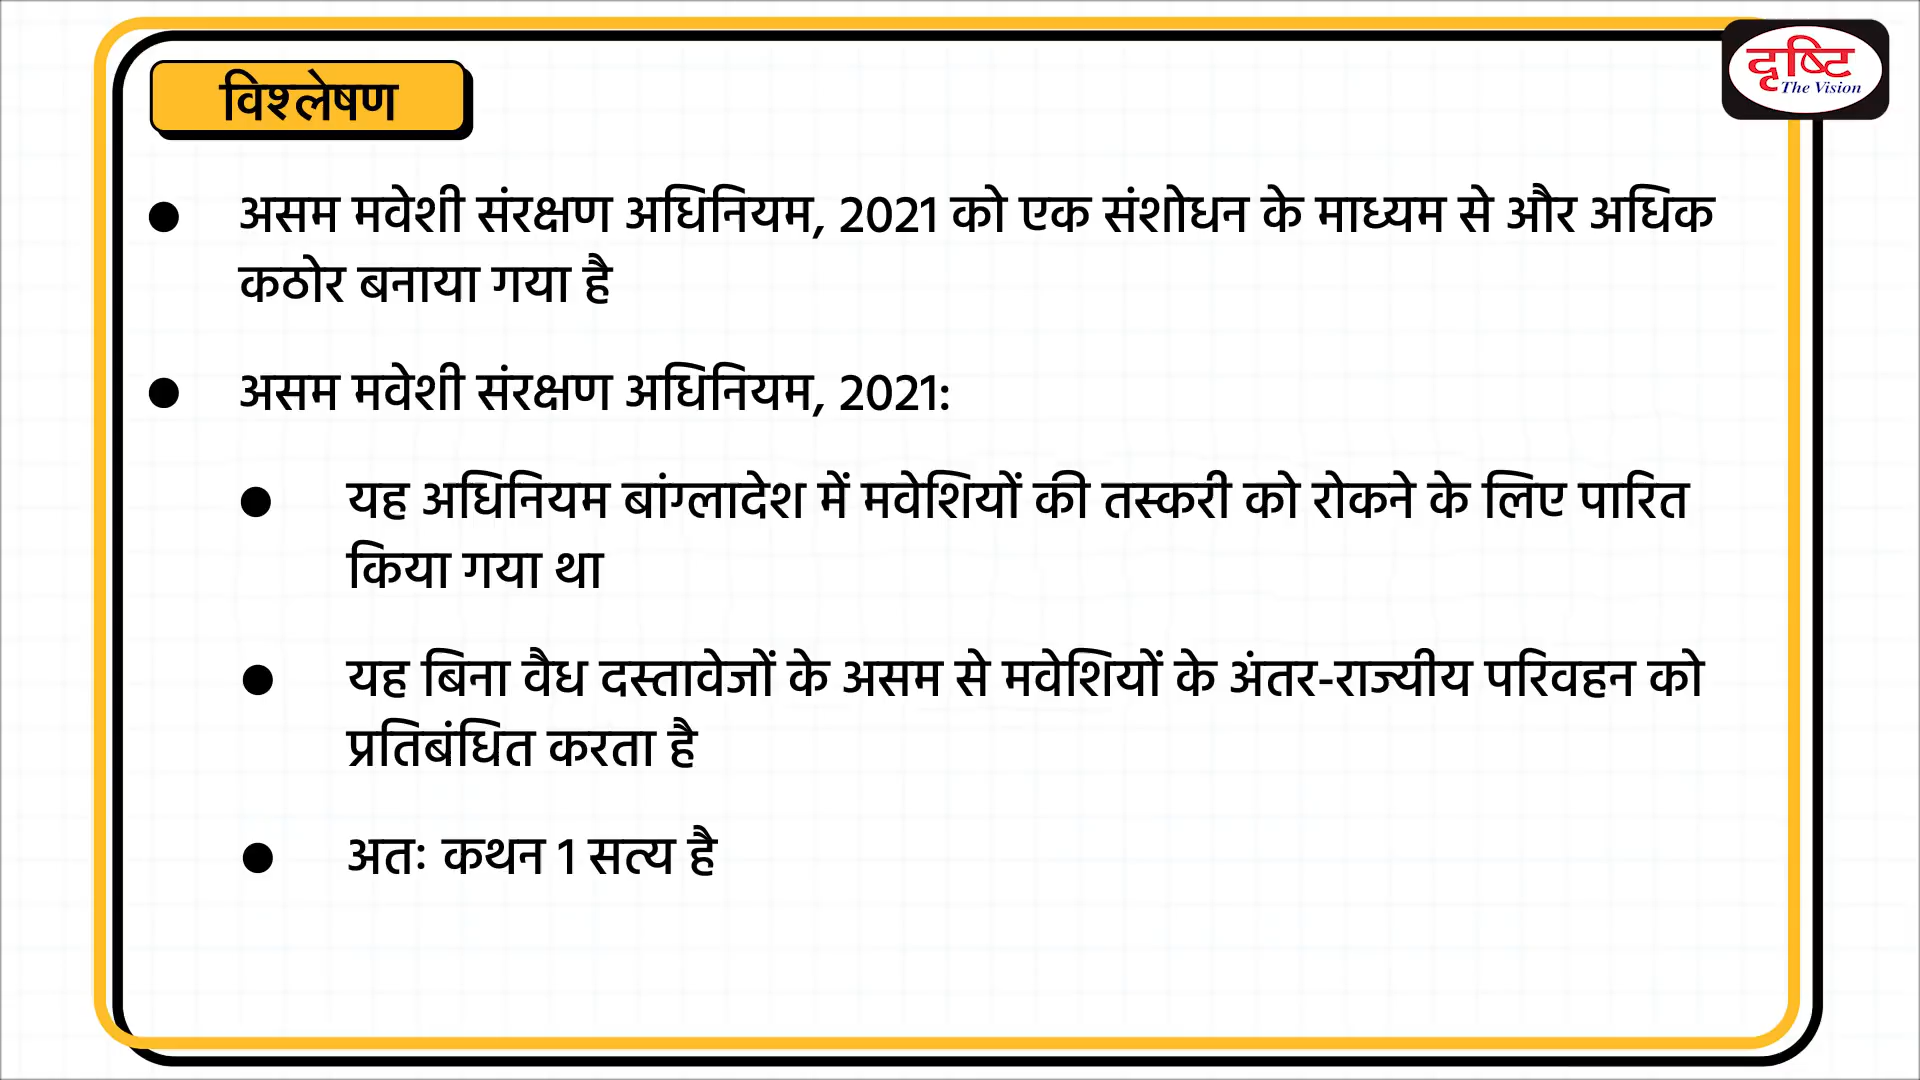 दृष्टि
The Vision
विश्लेषण
● असम मवेशी संरक्षण अधिनियम, 2021 को एक संशोधन के माध्यम से और अधिक
कठोर बनाया गया है
● असम मवेशी संरक्षण अधिनियम, 2021:
● यह अधिनियम बांग्लादेश में मवेशियों की तस्करी को रोकने के लिए पारित
किया गया था
● यह बिना वैध दस्तावेजों के असम से मवेशियों के अंतर-राज्यीय परिवहन को
प्रतिबंधित करता है
● अतः कथन 1 सत्य है